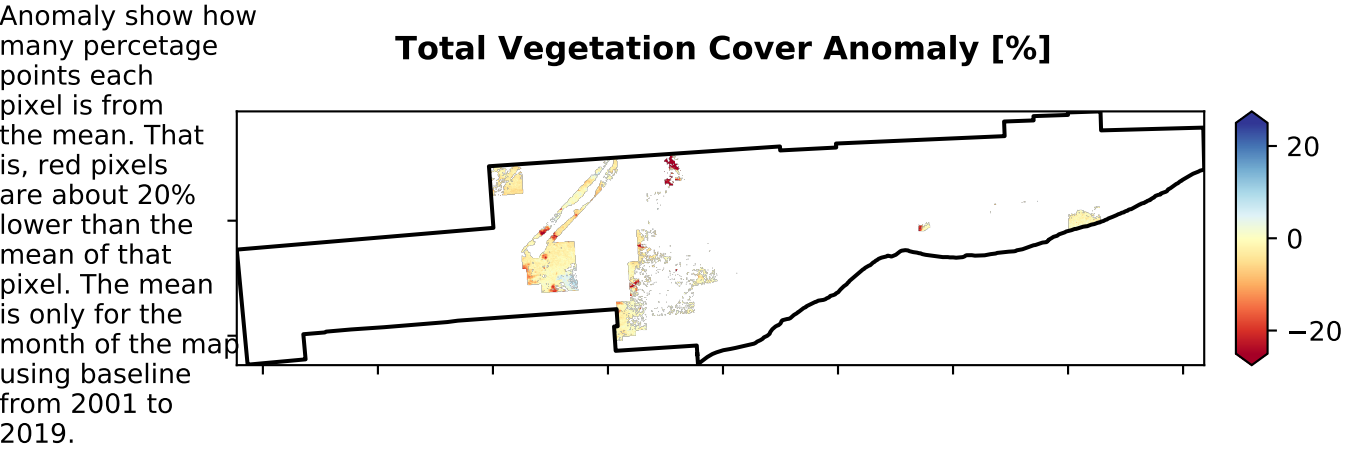 Anomaly show how
many percetage
points each
pixel is from
the mean. That
is, red pixels
are about 20%
lower than the
mean of that
pixel. The mean
is only for the
month of the map
using baseline
from 2001 to
2019.
Total Vegetation Cover Anomaly [%]
20
0
−20